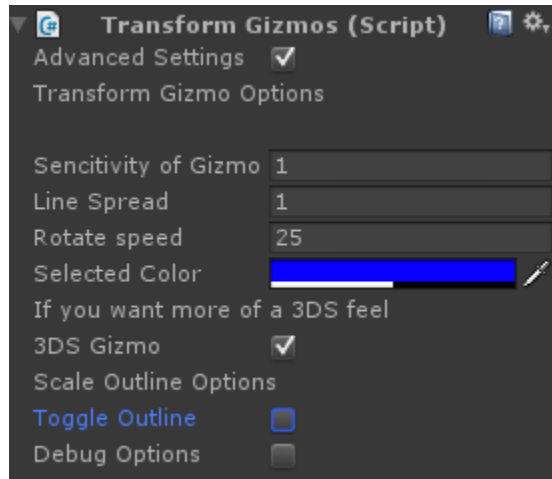 Transform Gizmos (Script)
Advanced Settings
Transform Gizmo Options
Sencitivity of Gizmo 1
Line Spread 1
Rotate speed 25
Selected Color
If you want more of a 3DS feel
3DS Gizmo
Scale Outline Options
Toggle Outline
Debug Options